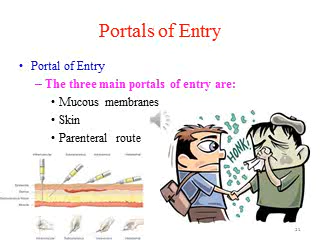 Portals of Entry
• Portal of Entry
– The three main portals of entry are:
• Mucous membranes
• Skin
• Parenteral route
HONK!